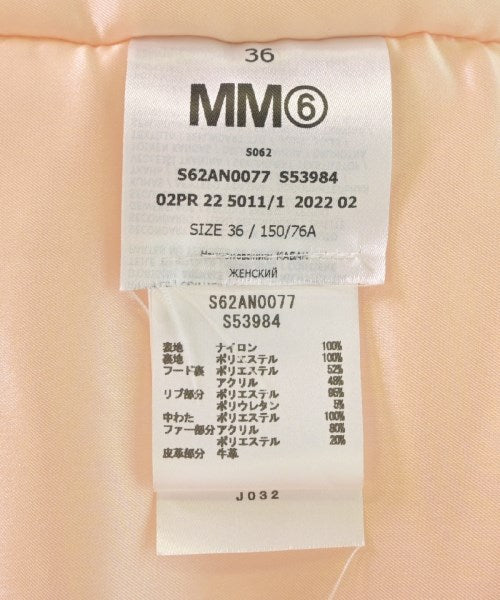 36
MM⑥
S062
S62AN0077 S53984
02PR 22 5011/1 2022 02
SIZE 36 / 150/76A
ЖЕНСКИЙ
S62AN0077
S53984
表地 ナイロン 100%
裏地 ポリエステル 100%
フード裏 ポリエステル 52%
アクリル 48%
リブ部分 ポリエステル 95%
ポリウレタン 5%
中わた ポリエステル 100%
ファー部分 アクリル 80%
ポリエステル 20%
皮革部分 牛革
J032